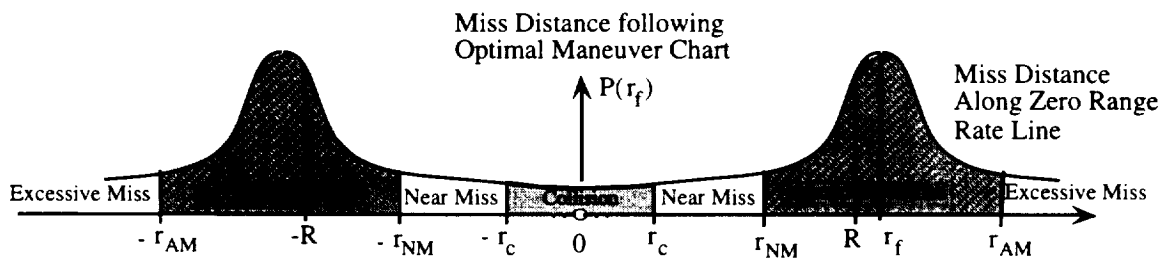 Miss Distance following
Optimal Maneuver Chart
P(r_f)
Miss Distance
Along Zero Range
Rate Line
Excessive Miss
Near Miss
Collision
Near Miss
Excessive Miss
- r_AM
-R
- r_NM
- r_c
0
r_c
r_NM
R
r_f
r_AM